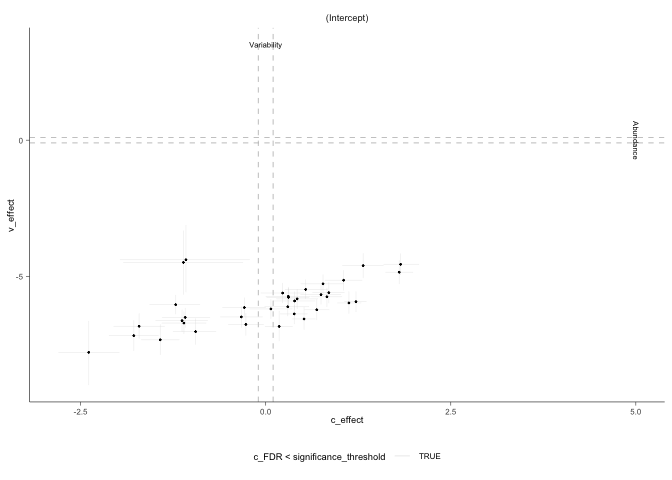 (Intercept)
Variability
Abundance
0
-5
v_effect
-2.5
0.0
2.5
5.0
c_effect
c_FDR < significance_threshold
TRUE